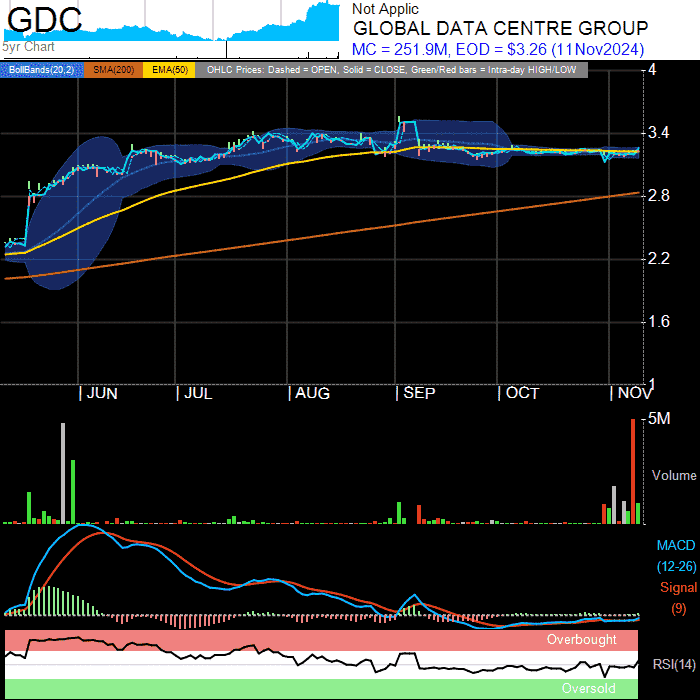 GDC
5yr Chart
Not Applic
GLOBAL DATA CENTRE GROUP
MC = 251.9M, EOD = $3.26 (11Nov2024)
BollBands(20,2) SMA(200) EMA(50) OHLC Prices: Dashed = OPEN, Solid = CLOSE, Green/Red bars = Intra-day HIGH/LOW
4
3.4
2.8
2.2
1.6
1
JUN JUL AUG SEP OCT NOV
5M
Volume
MACD
(12-26)
Signal
(9)
Overbought
RSI(14)
Oversold